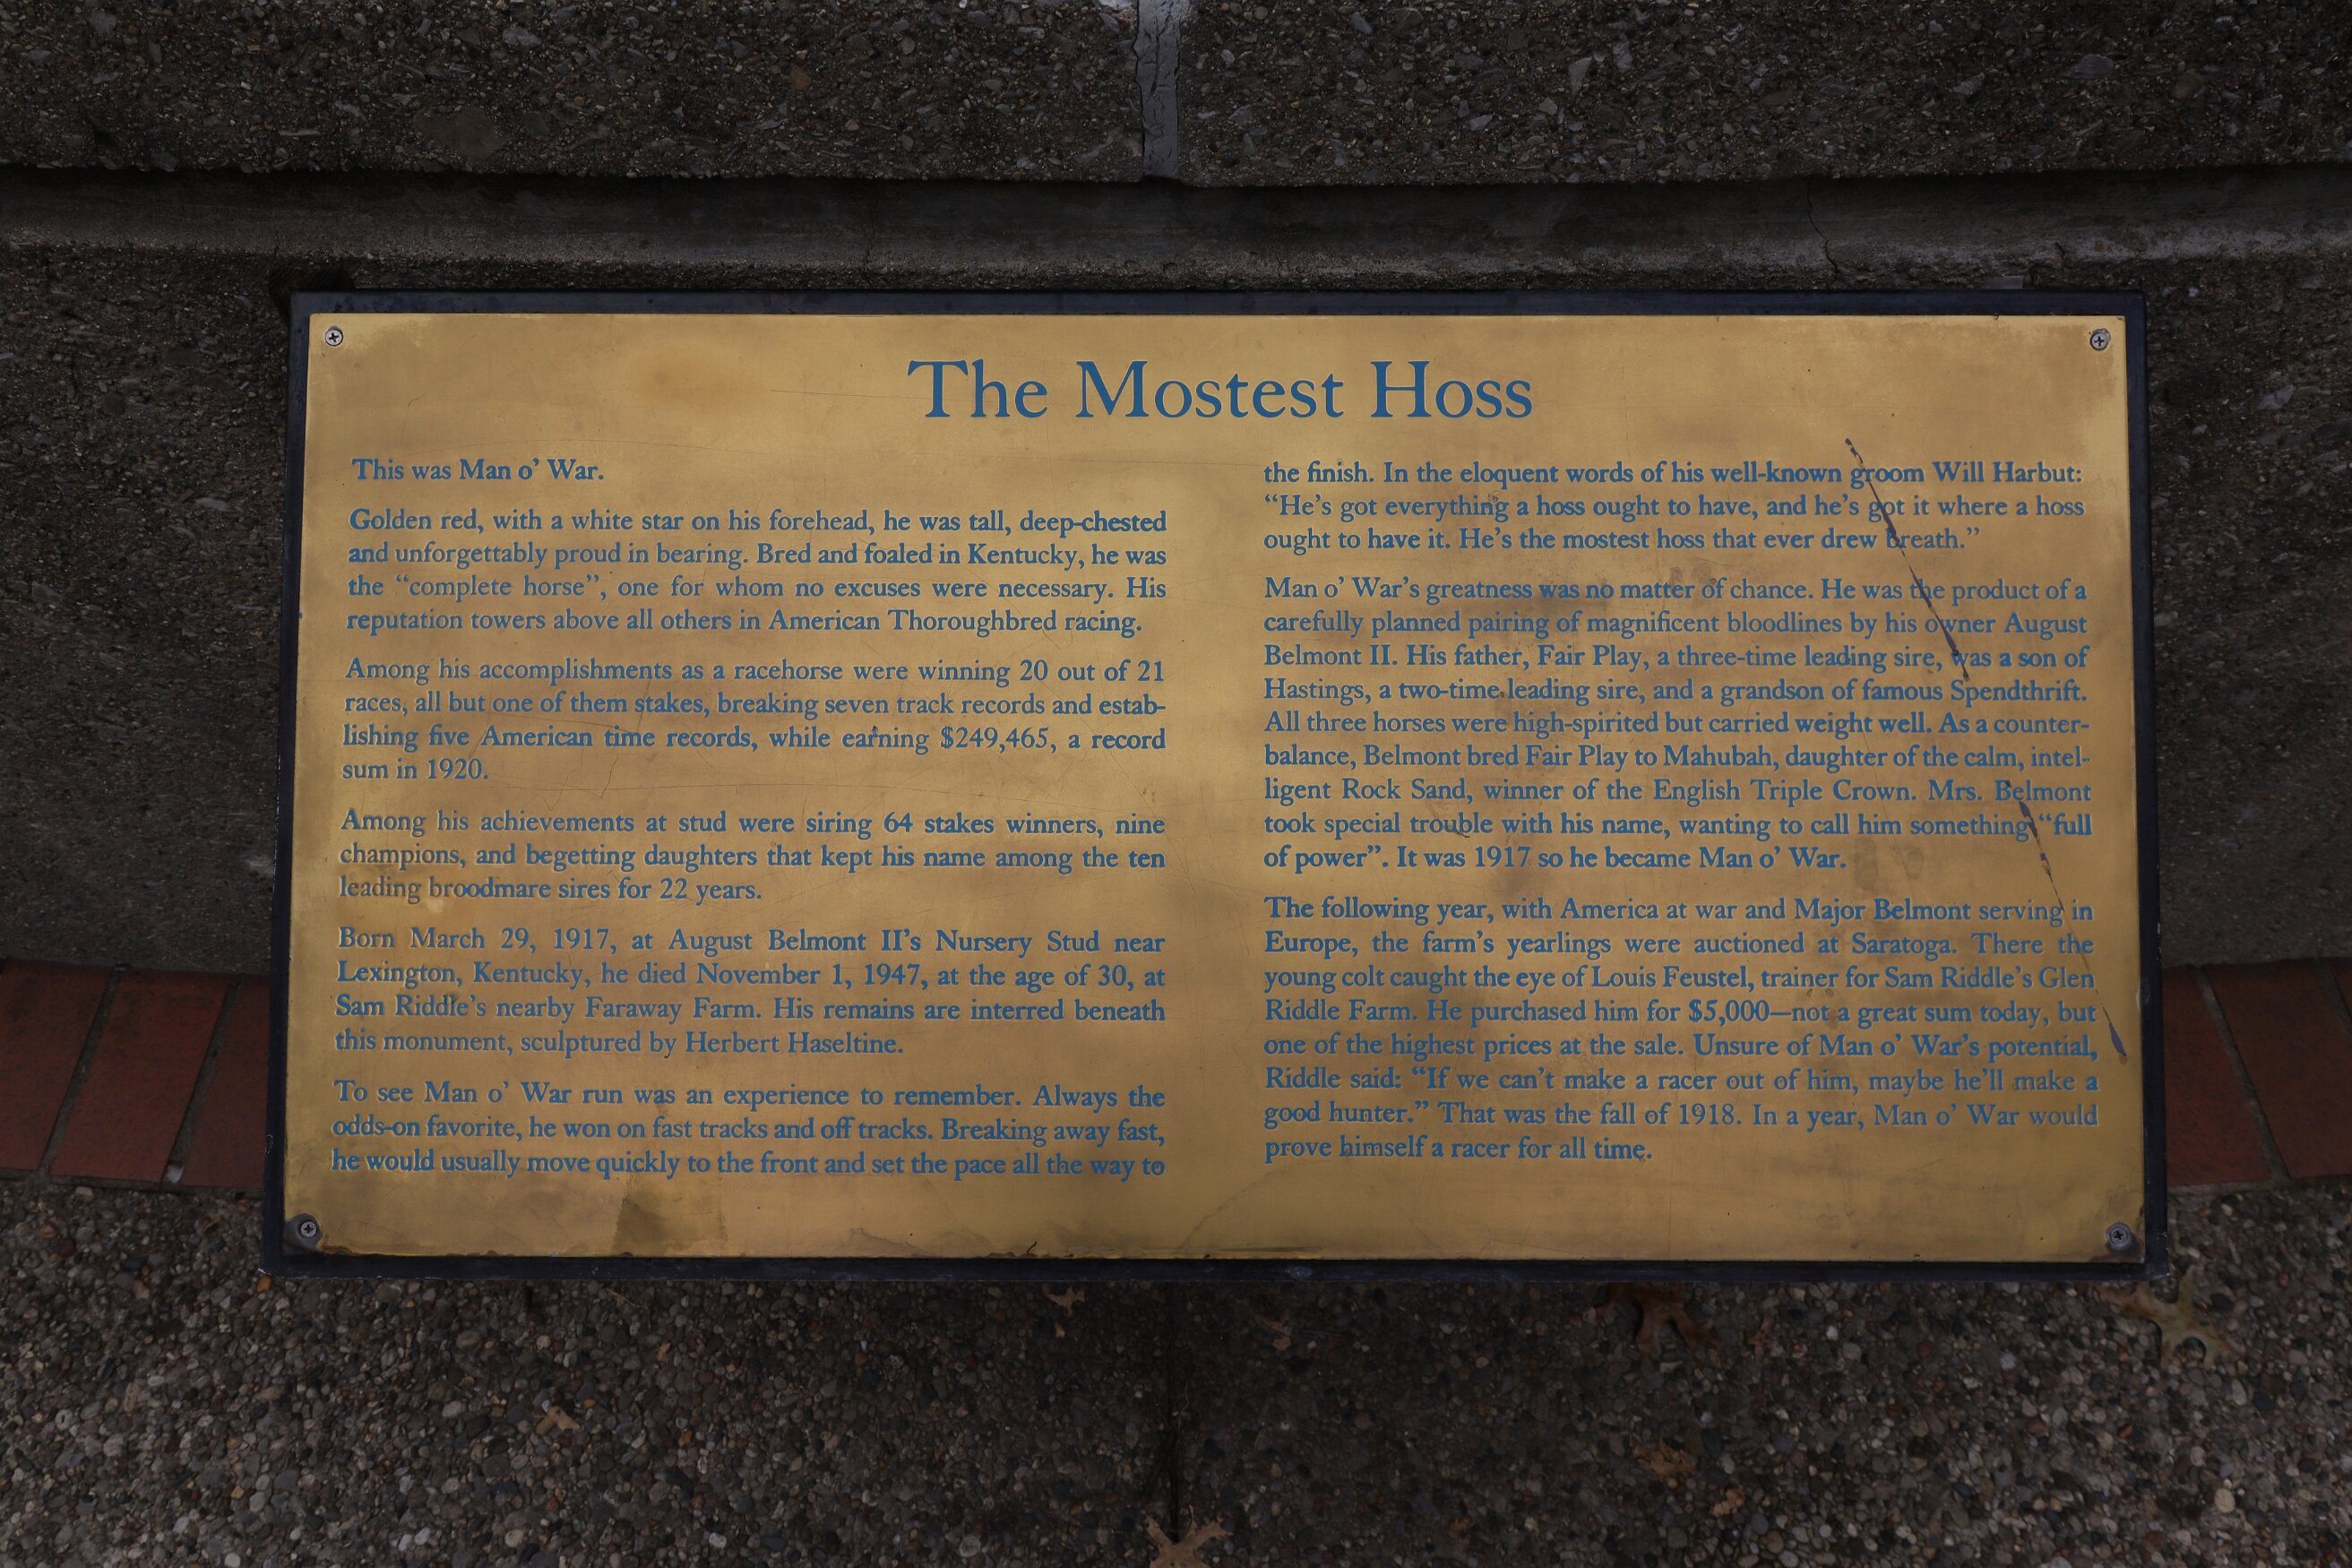 The Mostest Hoss
This was Man o' War.
Golden red, with a white star on his forehead, he was tall, deep-chested
and unforgettably proud in bearing. Bred and foaled in Kentucky, he was
the “complete horse”, one for whom no excuses were necessary. His
reputation towers above all others in American Thoroughbred racing.
Among his accomplishments as a racehorse were winning 20 out of 21
races, all but one of them stakes, breaking seven track records and estab-
lishing five American time records, while earning $249,465, a record
sum in 1920.
Among his achievements at stud were siring 64 stakes winners, nine
champions, and begetting daughters that kept his name among the ten
leading broodmare sires for 22 years.
Born March 29, 1917, at August Belmont II's Nursery Stud near
Lexington, Kentucky, he died November 1, 1947, at the age of 30, at
Sam Riddle's nearby Faraway Farm. His remains are interred beneath
this monument, sculptured by Herbert Haseltine.
To see Man o' War run was an experience to remember. Always the
odds-on favorite, he won on fast tracks and off tracks. Breaking away fast,
he would usually move quickly to the front and set the pace all the way to
the finish. In the eloquent words of his well-known groom Will Harbut:
“He's got everything a hoss ought to have, and he's got it where a hoss
ought to have it. He's the mostest hoss that ever drew breath.”
Man o' War's greatness was no matter of chance. He was the product of a
carefully planned pairing of magnificent bloodlines by his owner August
Belmont II. His father, Fair Play, a three-time leading sire, was a son of
Hastings, a two-time leading sire, and a grandson of famous Spendthrift.
All three horses were high-spirited but carried weight well. As a counter-
balance, Belmont bred Fair Play to Mahubah, daughter of the calm, intel-
ligent Rock Sand, winner of the English Triple Crown. Mrs. Belmont
took special trouble with his name, wanting to call him something “full
of power”. It was 1917 so he became Man o' War.
The following year, with America at war and Major Belmont serving in
Europe, the farm's yearlings were auctioned at Saratoga. There the
young colt caught the eye of Louis Feustel, trainer for Sam Riddle's Glen
Riddle Farm. He purchased him for $5,000—not a great sum today, but
one of the highest prices at the sale. Unsure of Man o' War's potential,
Riddle said: “If we can't make a racer out of him, maybe he'll make a
good hunter.” That was the fall of 1918. In a year, Man o' War would
prove himself a racer for all time.